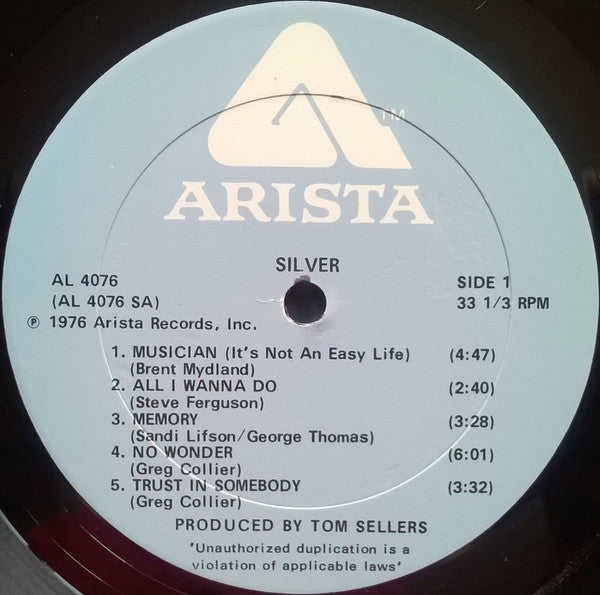 TM
ARISTA
SILVER
AL 4076
(AL 4076 SA)
℗ 1976 Arista Records, Inc.
SIDE 1
33 1/3 RPM
1. MUSICIAN (It's Not An Easy Life) (4:47)
(Brent Mydland)
2. ALL I WANNA DO (2:40)
(Steve Ferguson)
3. MEMORY (3:28)
(Sandi Lifson/George Thomas)
4. NO WONDER (6:01)
(Greg Collier)
5. TRUST IN SOMEBODY (3:32)
(Greg Collier)
PRODUCED BY TOM SELLERS
"Unauthorized duplication is a
violation of applicable laws"